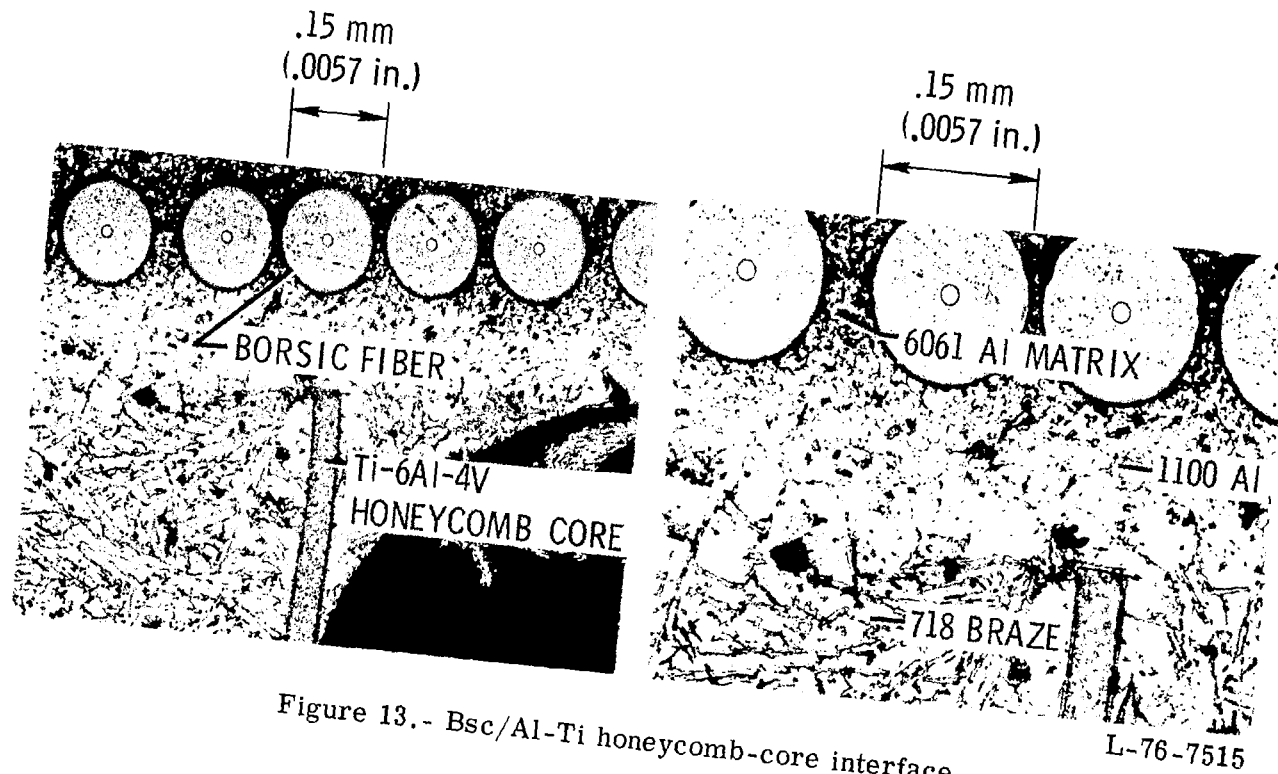 .15 mm
(.0057 in.)
BORSIC FIBER
Ti-6Al-4V
HONEYCOMB CORE
.15 mm
(.0057 in.)
6061 Al MATRIX
1100 Al
718 BRAZE
Figure 13.- Bsc/Al-Ti honeycomb-core interface
L-76-7515